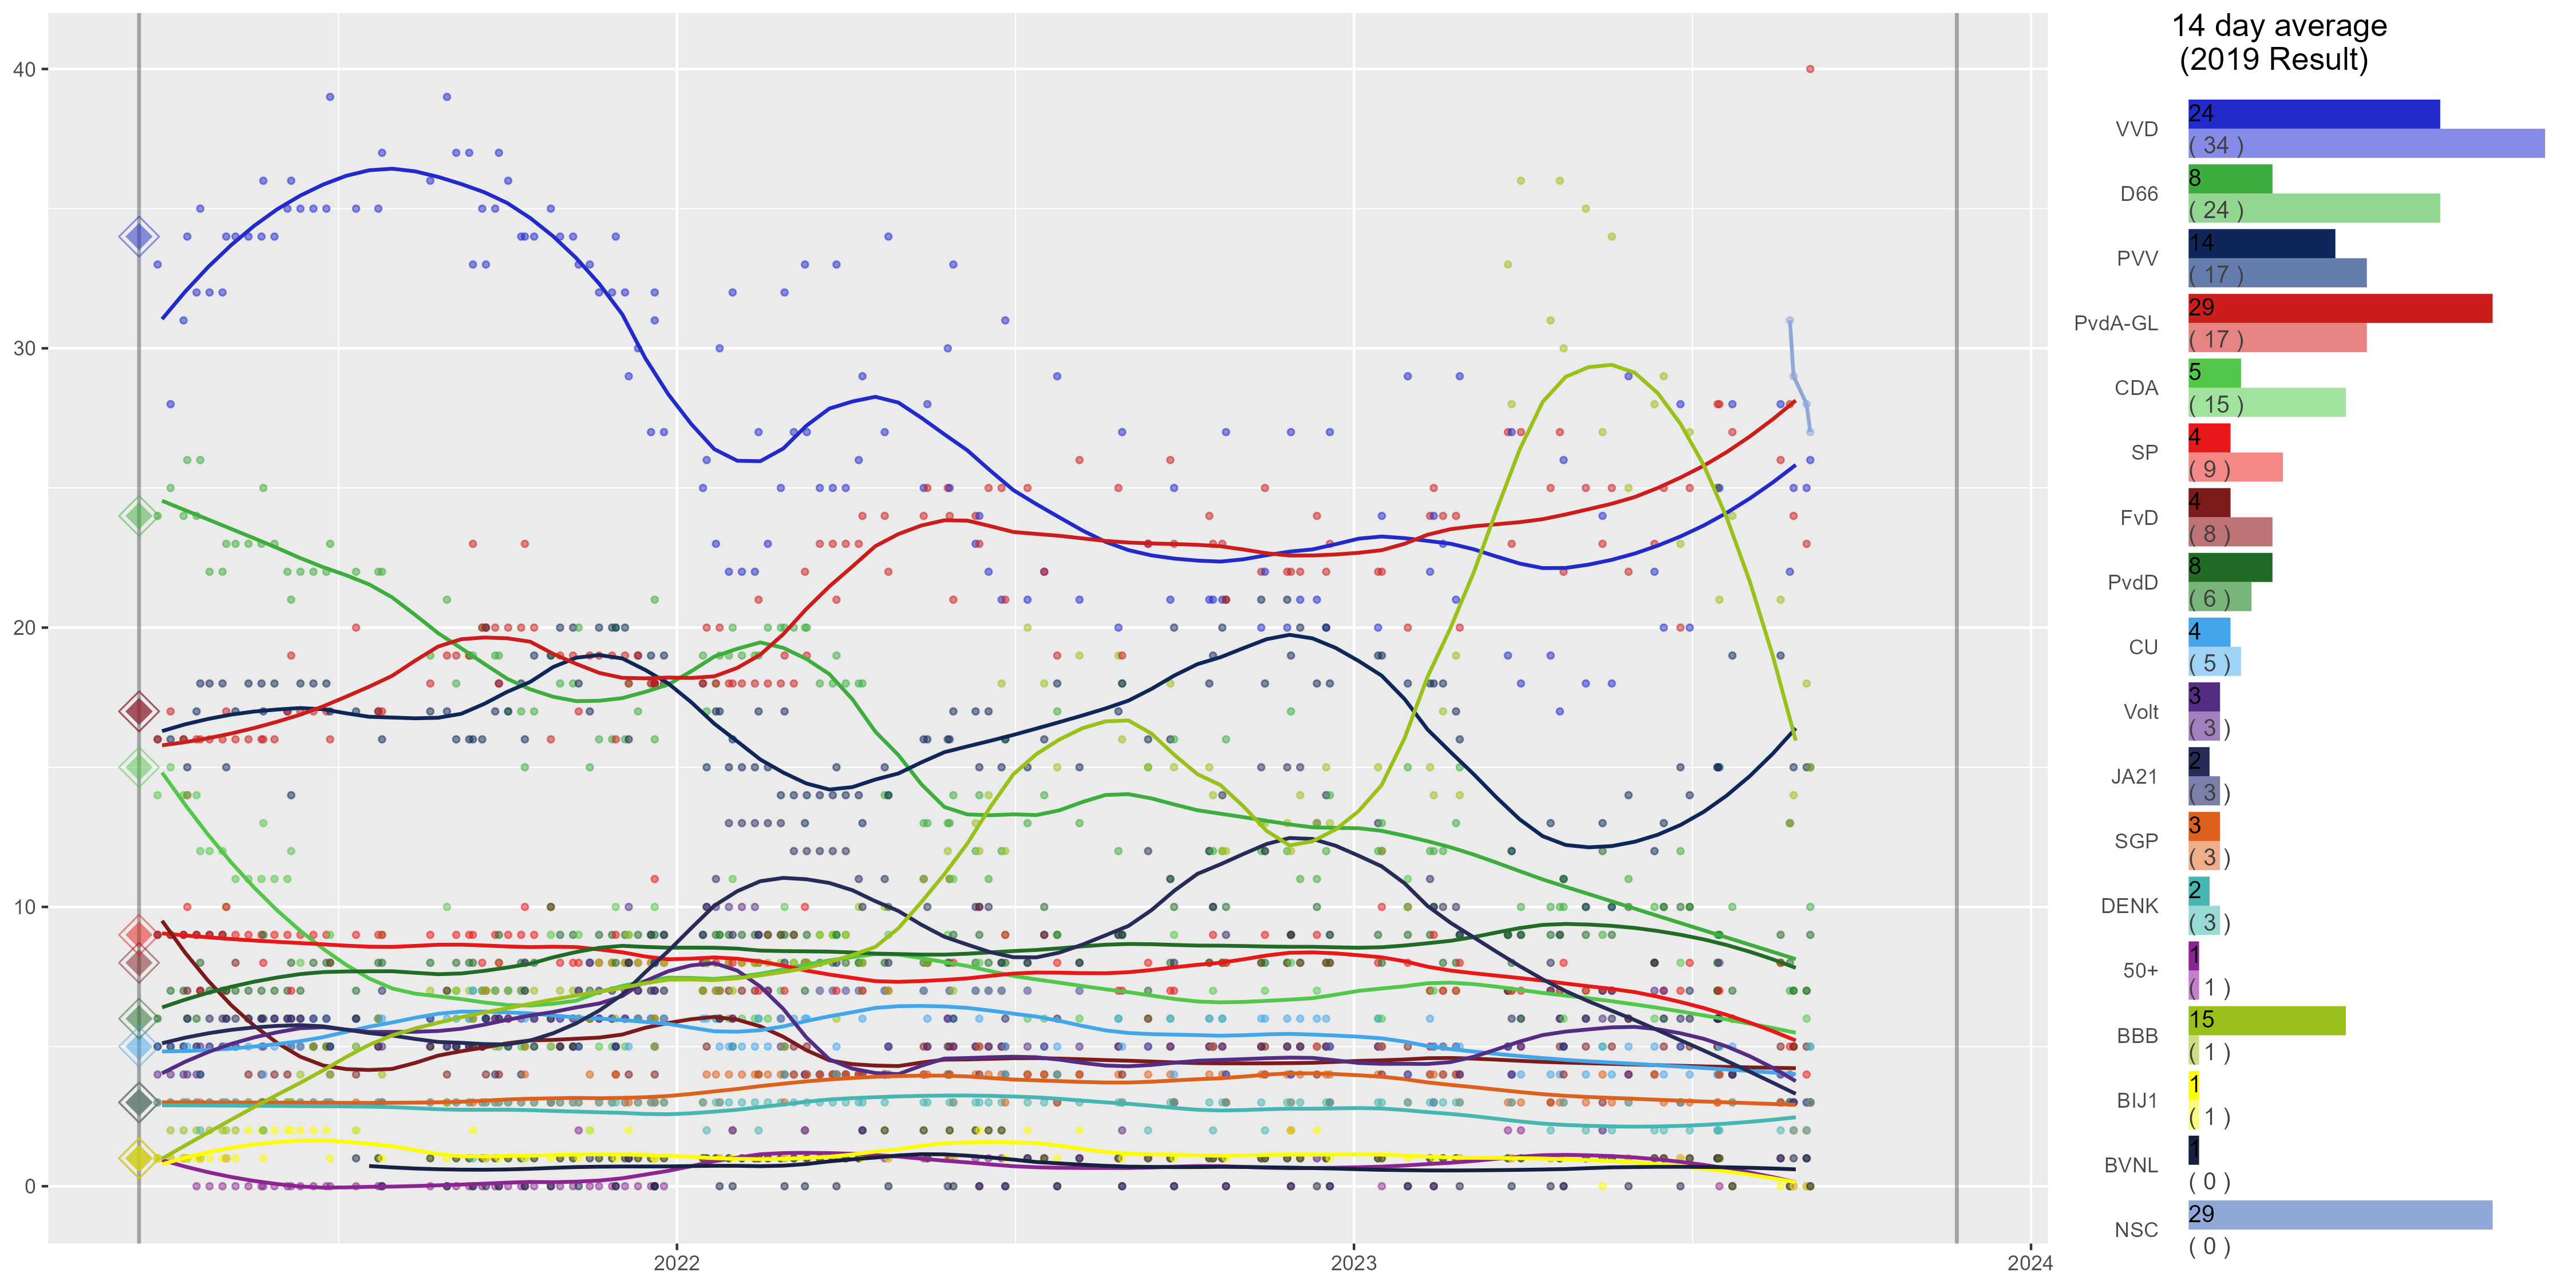 14 day average
(2019 Result)
40
30
20
10
0
2022
2023
2024
VVD
24
( 34 )
D66
8
( 24 )
PVV
14
( 17 )
PvdA-GL
29
( 17 )
CDA
5
( 15 )
SP
4
( 9 )
FvD
4
( 8 )
PvdD
8
( 6 )
CU
4
( 5 )
Volt
3
( 3 )
JA21
2
( 3 )
SGP
3
( 3 )
DENK
2
( 3 )
50+
1
( 1 )
BBB
15
( 1 )
BIJ1
1
( 1 )
BVNL
1
( 0 )
NSC
29
( 0 )